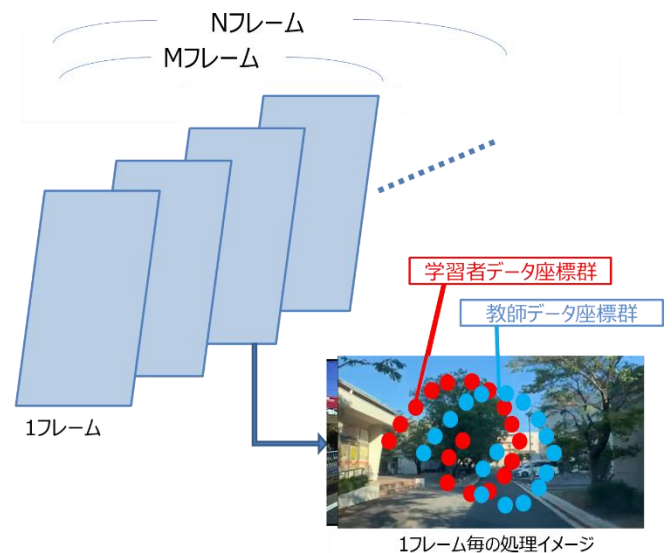 Nフレーム
Mフレーム
学習者データ座標群
教師データ座標群
1フレーム
1フレーム毎の処理イメージ